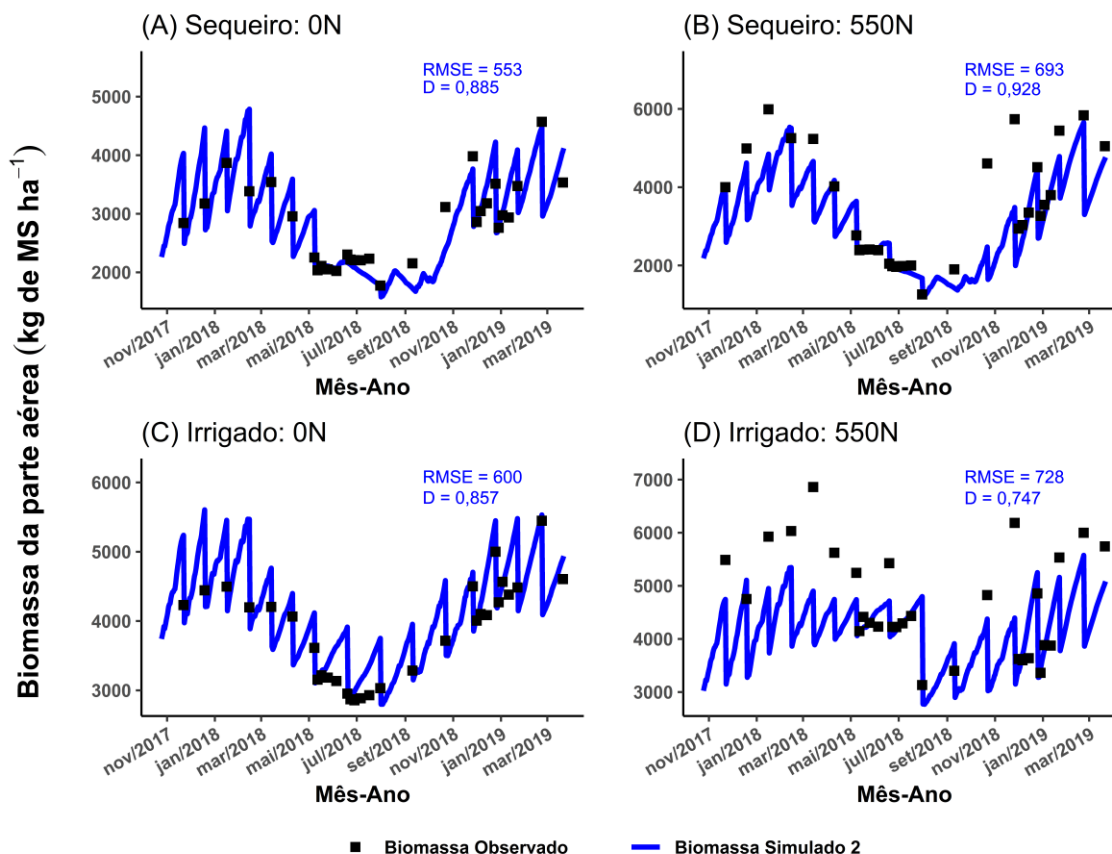 Biomassa da parte aérea (kg de MS ha⁻¹)
(A) Sequeiro: 0N
RMSE = 553
D = 0,885
5000
4000
3000
2000
nov/2017
jan/2018
mar/2018
mai/2018
jul/2018
set/2018
nov/2018
jan/2019
mar/2019
Mês-Ano
(B) Sequeiro: 550N
RMSE = 693
D = 0,928
6000
4000
2000
nov/2017
jan/2018
mar/2018
mai/2018
jul/2018
set/2018
nov/2018
jan/2019
mar/2019
Mês-Ano
(C) Irrigado: 0N
RMSE = 600
D = 0,857
6000
5000
4000
3000
nov/2017
jan/2018
mar/2018
mai/2018
jul/2018
set/2018
nov/2018
jan/2019
mar/2019
Mês-Ano
(D) Irrigado: 550N
RMSE = 728
D = 0,747
7000
6000
5000
4000
3000
nov/2017
jan/2018
mar/2018
mai/2018
jul/2018
set/2018
nov/2018
jan/2019
mar/2019
Mês-Ano
Biomassa Observado
Biomassa Simulado 2